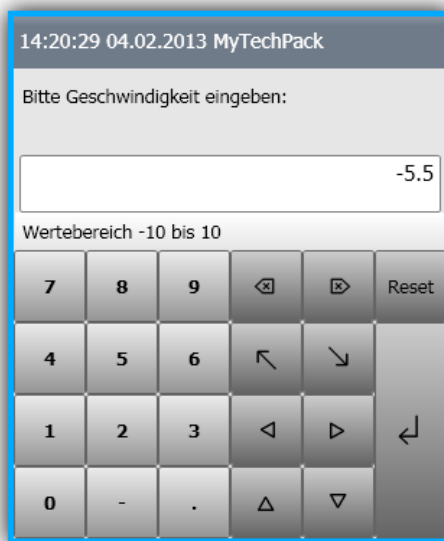 14:20:29 04.02.2013 MyTechPack
Bitte Geschwindigkeit eingeben:
-5.5
Wertebereich -10 bis 10
7 8 9 Reset
4 5 6
1 2 3
0 - .